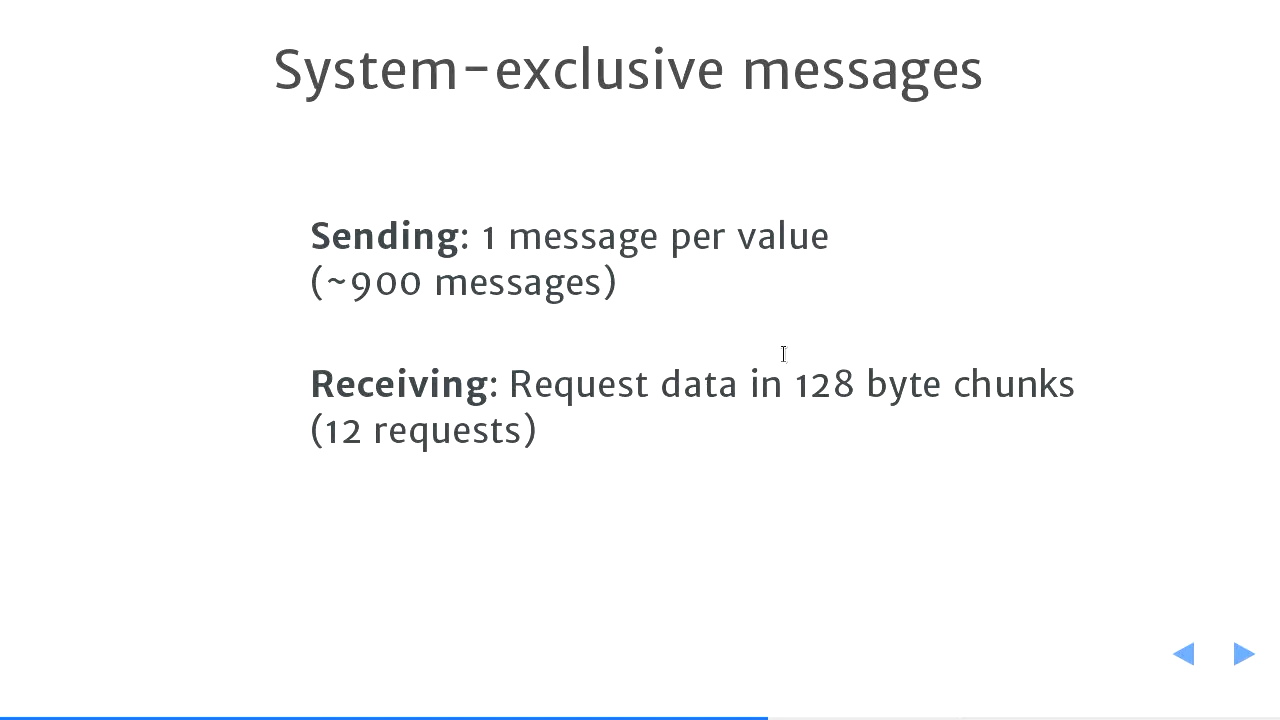 System-exclusive messages
Sending: 1 message per value
(~900 messages)
Receiving: Request data in 128 byte chunks
(12 requests)